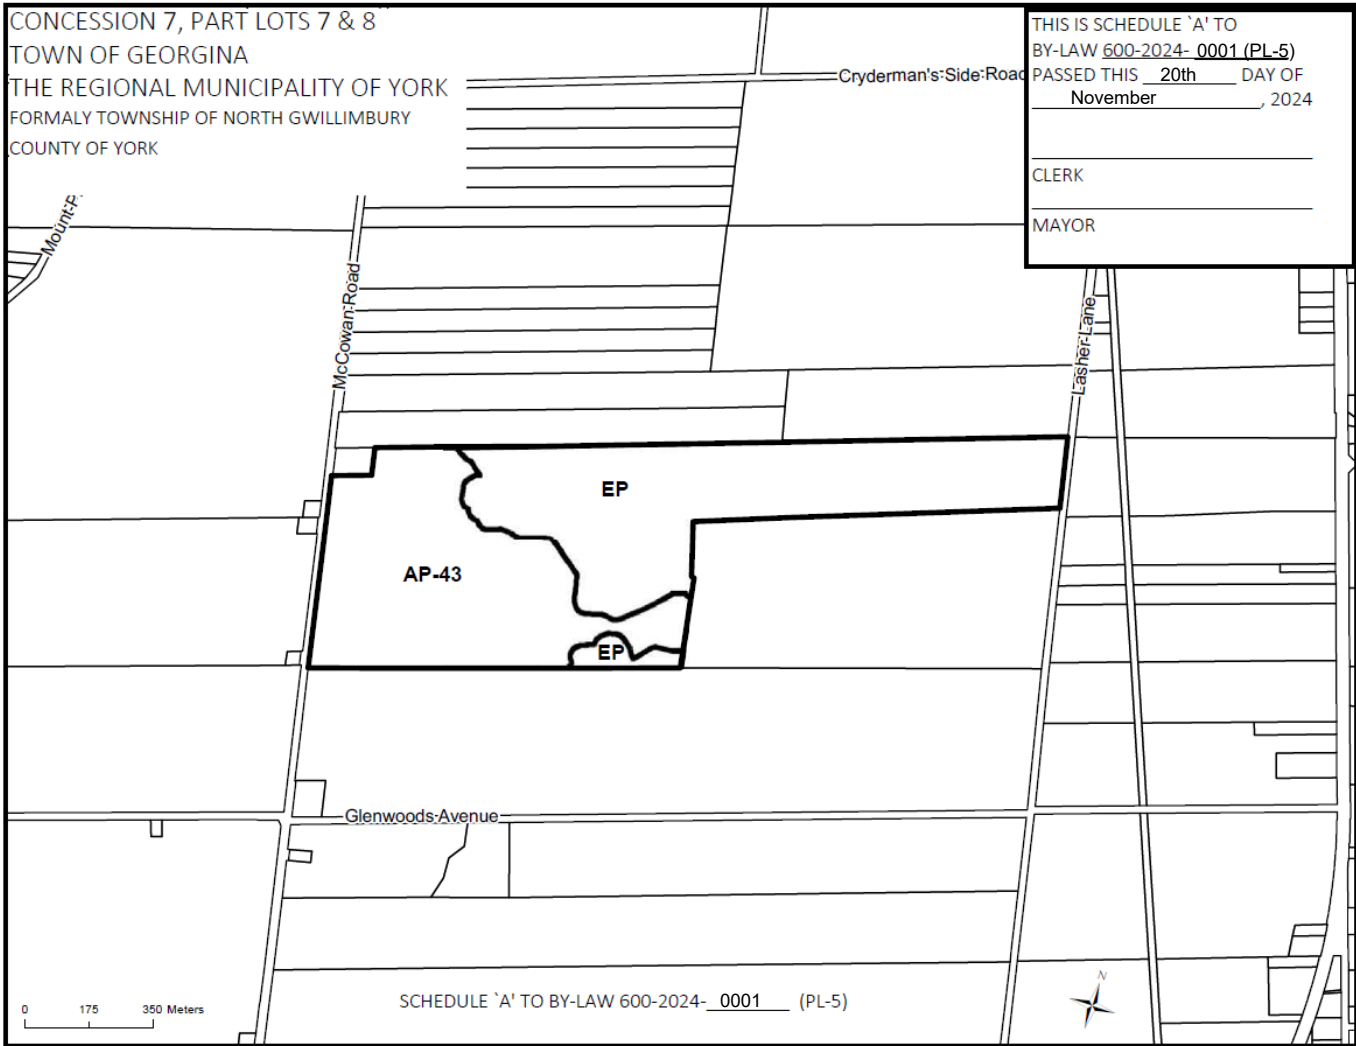 CONCESSION 7, PART LOTS 7 & 8
TOWN OF GEORGINA
THE REGIONAL MUNICIPALITY OF YORK
FORMALY TOWNSHIP OF NORTH GWILLIMBURY
COUNTY OF YORK
THIS IS SCHEDULE `A' TO
BY-LAW 600-2024- 0001 (PL-5)
PASSED THIS 20th DAY OF
November , 2024
CLERK
MAYOR
Cryderman's Side Road
McCowan Road
Lasher Lane
EP
AP-43
EP
Glenwoods Avenue
N
0 175 350 Meters
SCHEDULE `A' TO BY-LAW 600-2024- 0001 (PL-5)